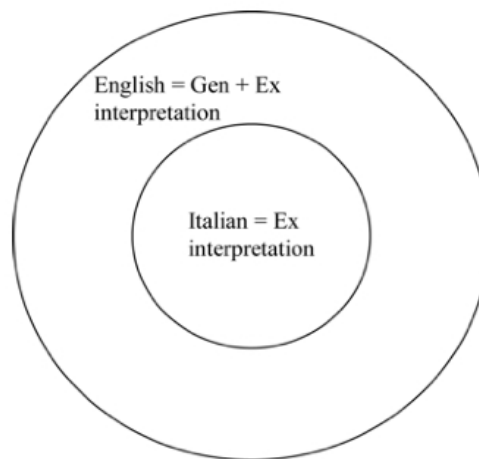 English = Gen + Ex
interpretation
Italian = Ex
interpretation